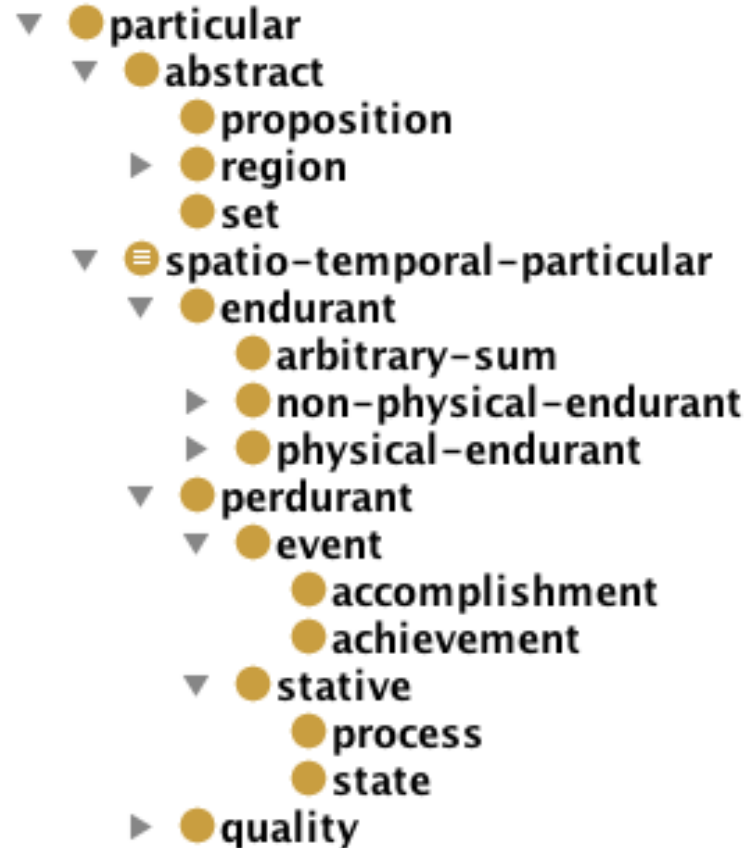 particular
abstract
proposition
region
set
spatio-temporal-particular
endurant
arbitrary-sum
non-physical-endurant
physical-endurant
perdurant
event
accomplishment
achievement
stative
process
state
quality